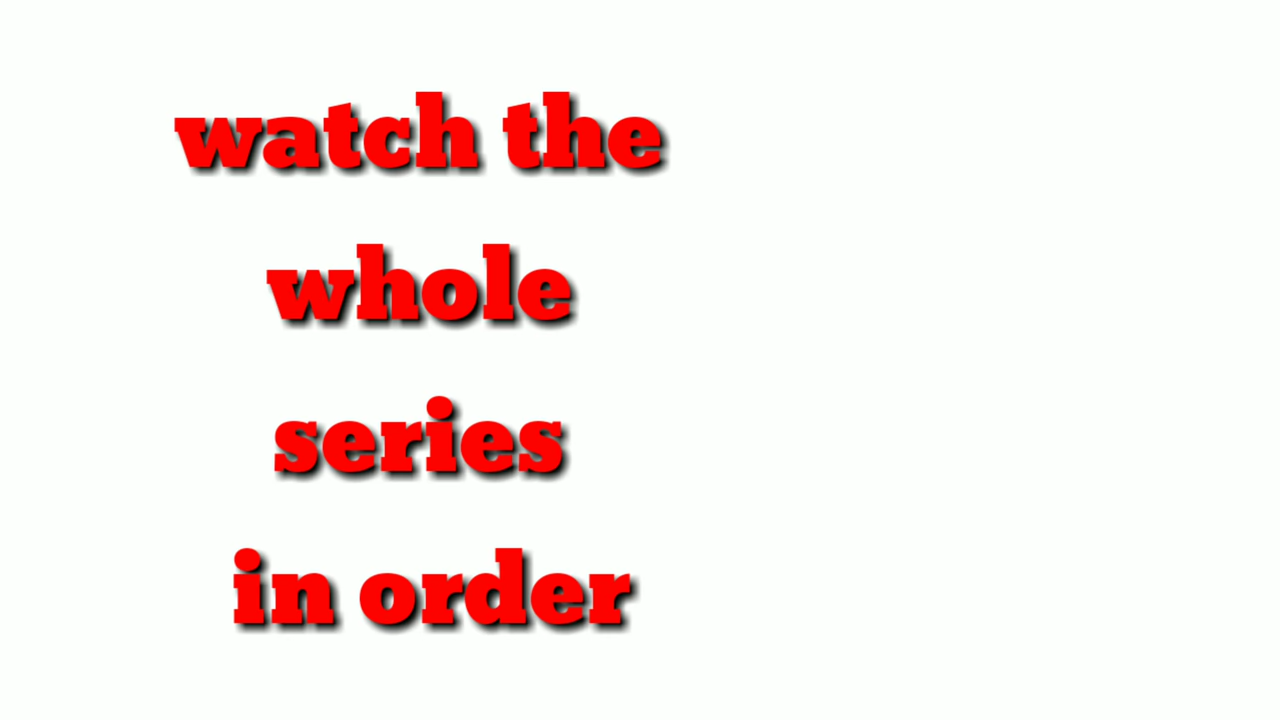 watch the
whole
series
in order